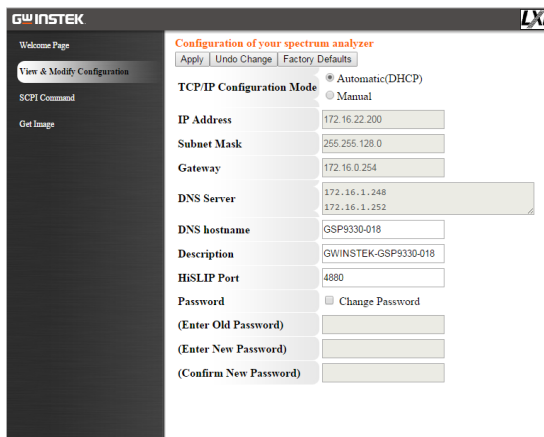 GWINSTEK
LXI
Welcome Page
View & Modify Configuration
SCPI Command
Get Image
Configuration of your spectrum analyzer
Apply Undo Change Factory Defaults
TCP/IP Configuration Mode
Automatic(DHCP)
Manual
IP Address 172.16.22.200
Subnet Mask 255.255.128.0
Gateway 172.16.0.254
DNS Server 172.16.1.248
172.16.1.252
DNS hostname GSP9330-018
Description GWINSTEK-GSP9330-018
HiSLIP Port 4880
Password Change Password
(Enter Old Password)
(Enter New Password)
(Confirm New Password)